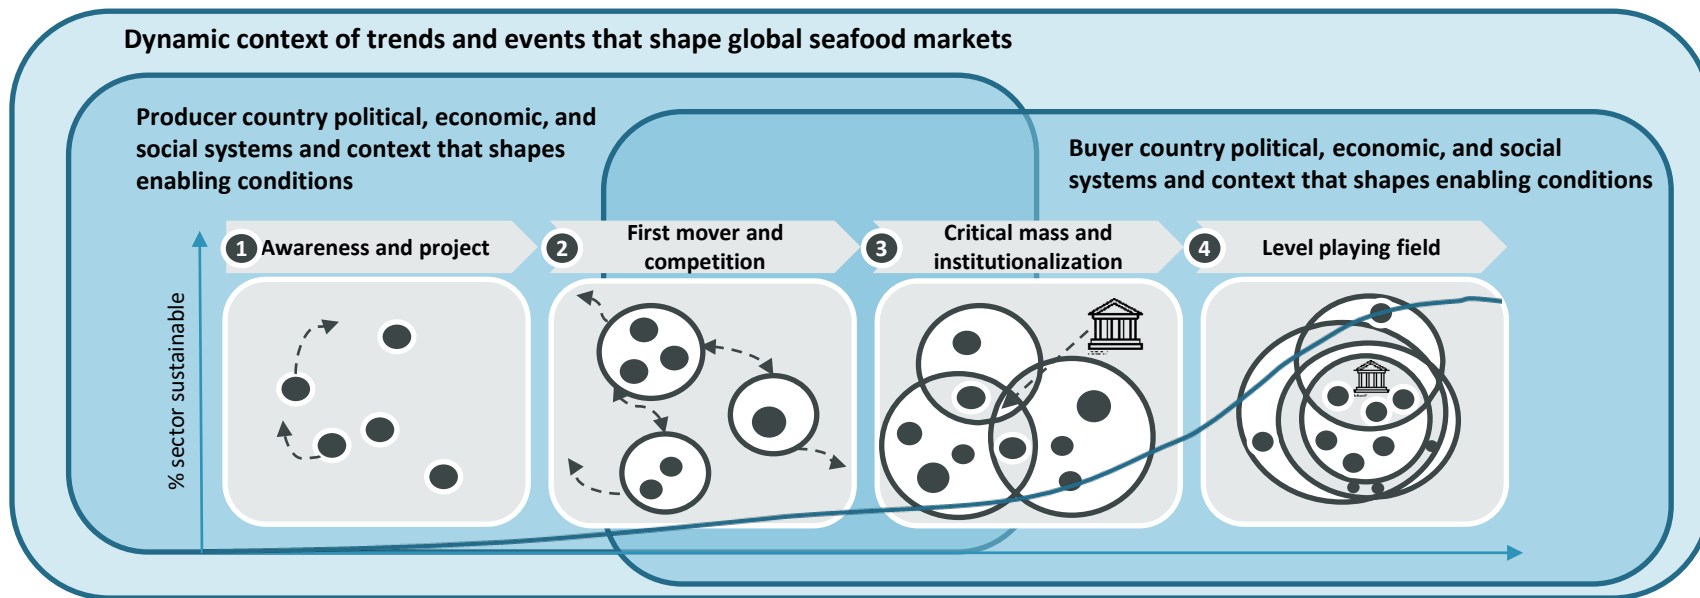 Dynamic context of trends and events that shape global seafood markets
Producer country political, economic, and
social systems and context that shapes
enabling conditions
Buyer country political, economic, and social
systems and context that shapes enabling conditions
1 Awareness and project
2 First mover and
competition
3 Critical mass and
institutionalization
4 Level playing field
% sector sustainable